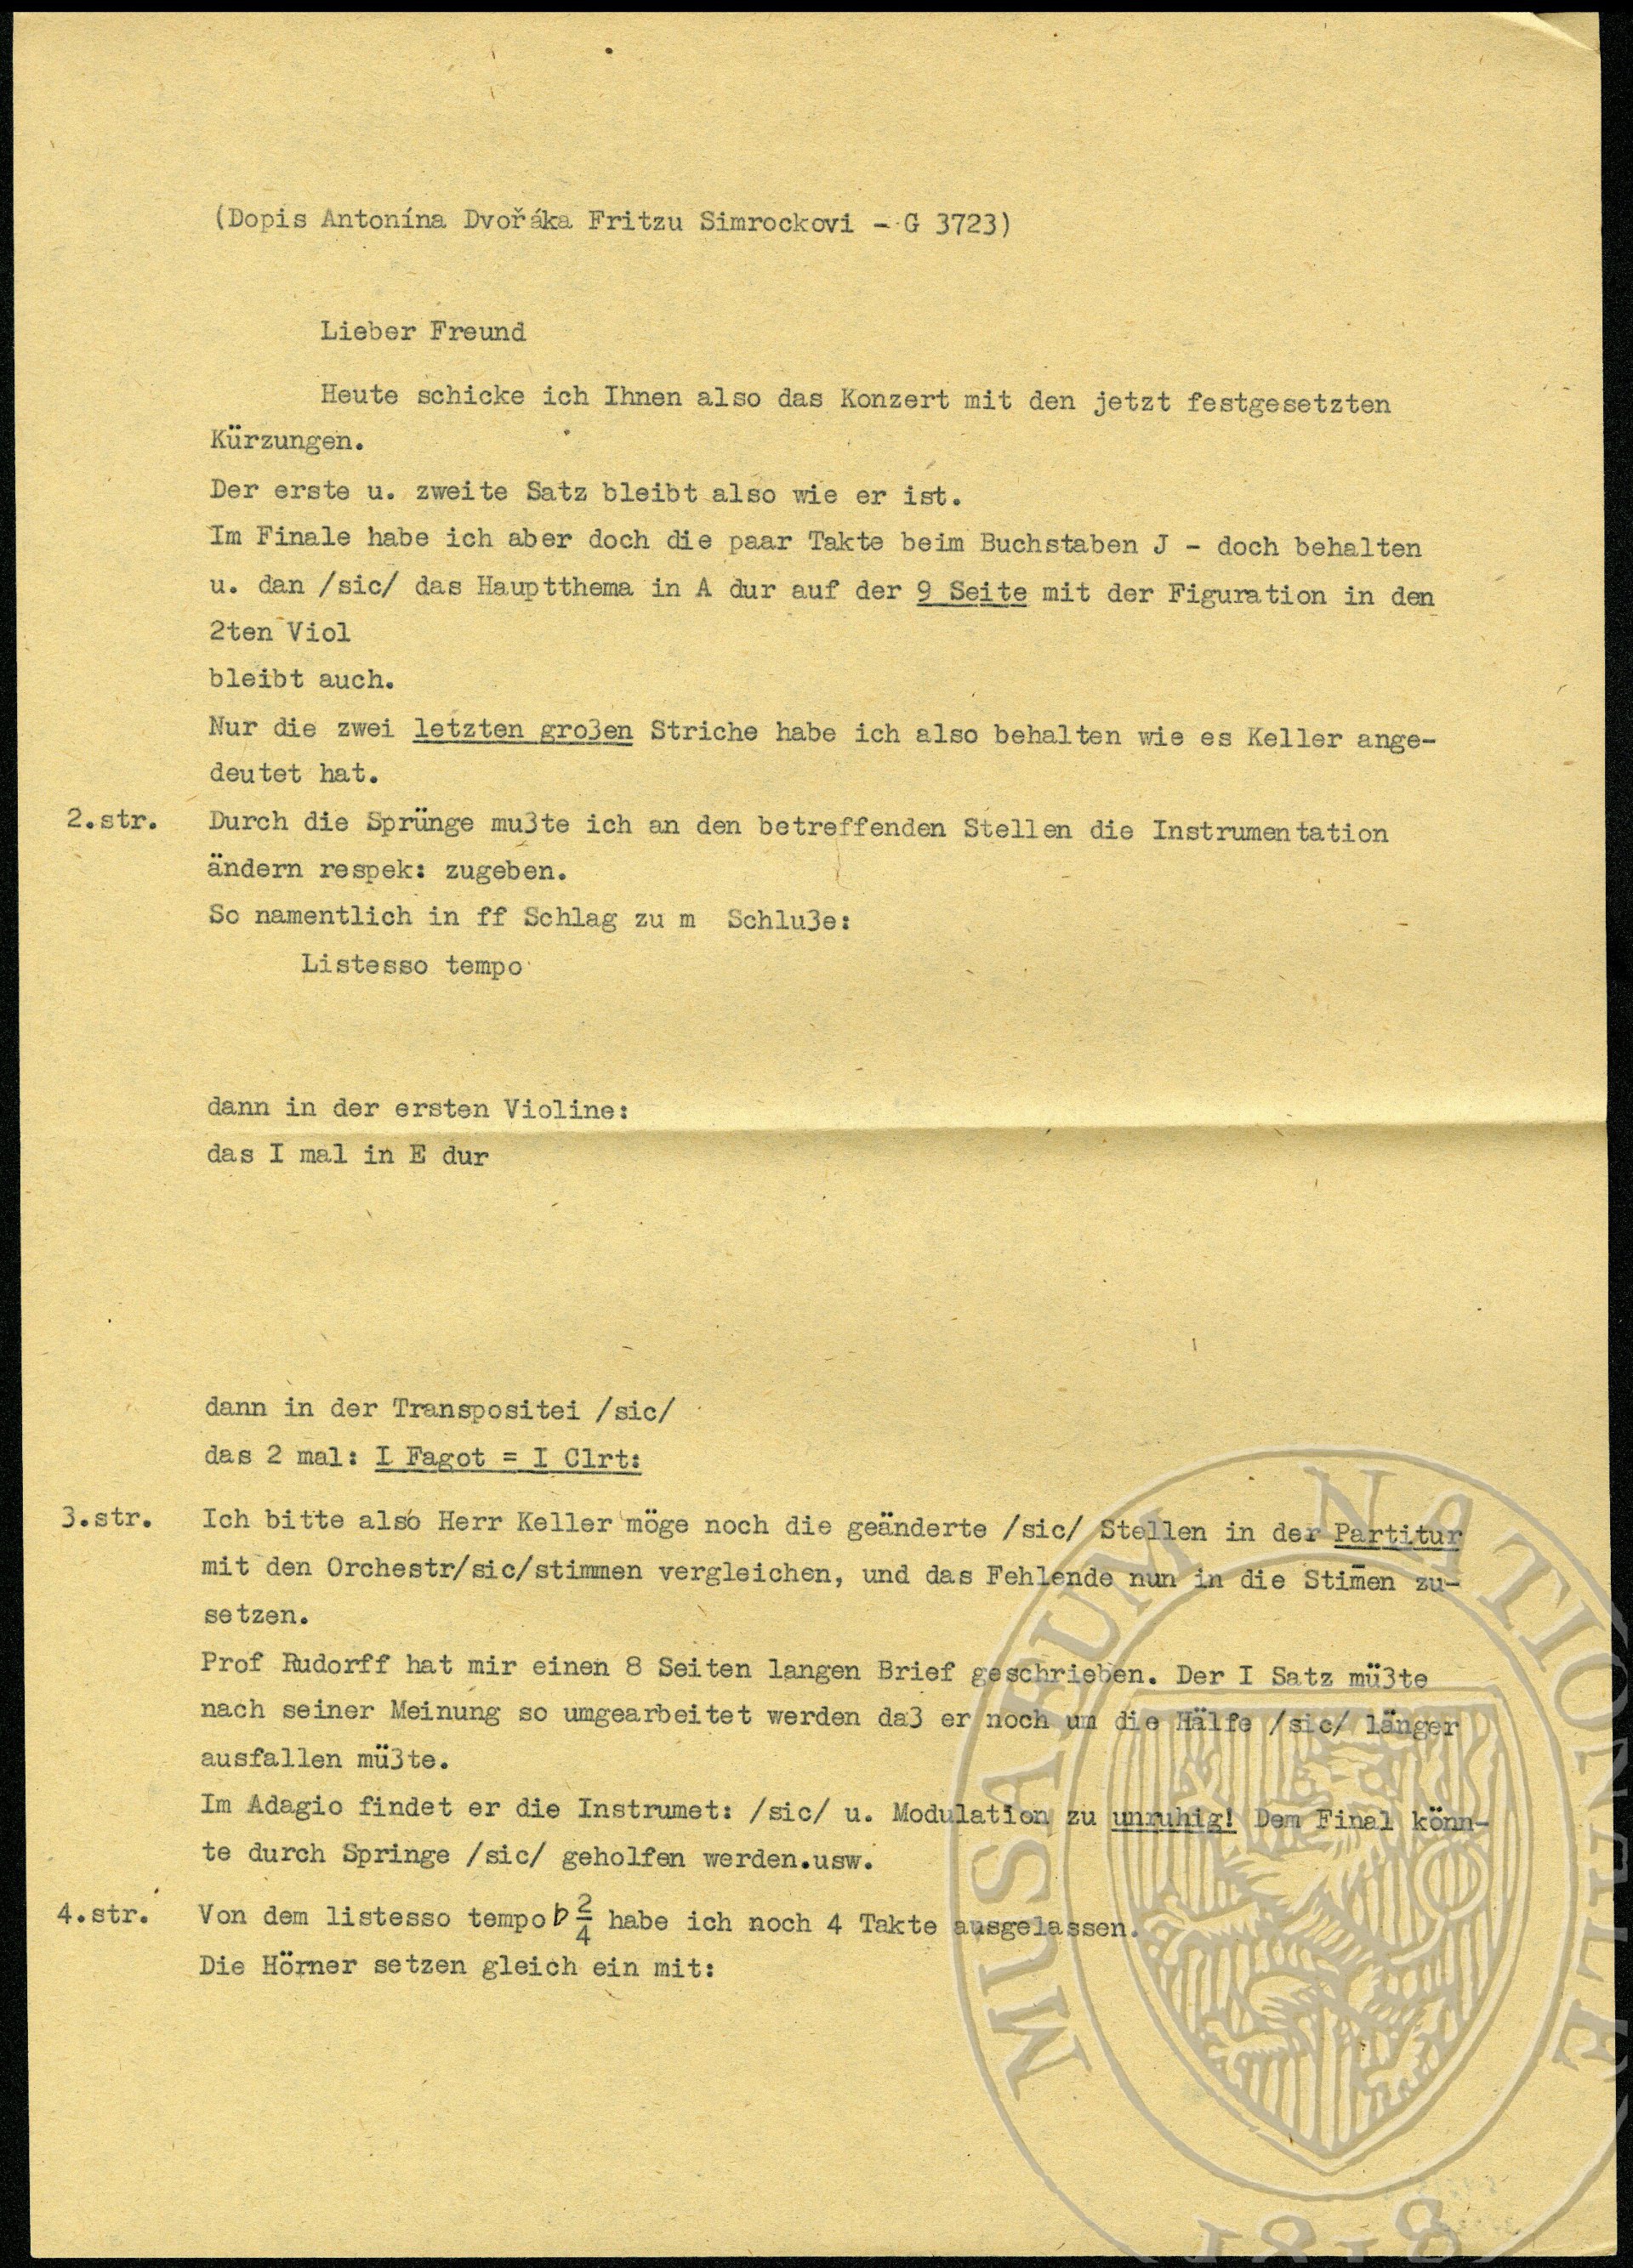 (Dopis Antonína Dvořáka Fritzu Simrockovi - G 3723)
Lieber Freund
Heute schicke ich Ihnen also das Konzert mit den jetzt festgesetzten
Kürzungen.
Der erste u. zweite Satz bleibt also wie er ist.
Im Finale habe ich aber doch die paar Takte beim Buchstaben J - doch behalten
u. dan /sic/ das Hauptthema in A dur auf der 9 Seite mit der Figuration in den
2ten Viol
bleibt auch.
Nur die zwei letzten gro3en Striche habe ich also behalten wie es Keller ange-
deutet hat.
2.str. Durch die Sprünge mu3te ich an den betreffenden Stellen die Instrumentation
ändern respek: zugeben.
So namentlich in ff Schlag zu m Schlu3e:
Listesso tempo
dann in der ersten Violine:
das I mal in E dur
dann in der Transpositei /sic/
das 2 mal: I Fagot = I Clrt:
3.str. Ich bitte also Herr Keller möge noch die geänderte /sic/ Stellen in der Partitur
mit den Orchestr/sic/stimmen vergleichen, und das Fehlende nun in die Stim̄en zu-
setzen.
Prof Rudorff hat mir einen 8 Seiten langen Brief geschrieben. Der I Satz mü3te
nach seiner Meinung so umgearbeitet werden da3 er noch um die Hälfe /sic/ länger
ausfallen mü3te.
Im Adagio findet er die Instrumet: /sic/ u. Modulation zu unruhig! Dem Final könn-
te durch Springe /sic/ geholfen werden.usw.
4.str. Von dem listesso tempo ♭ 2/4 habe ich noch 4 Takte ausgelassen.
Die Hörner setzen gleich ein mit:
MUSAEUM NATIONALE
1818